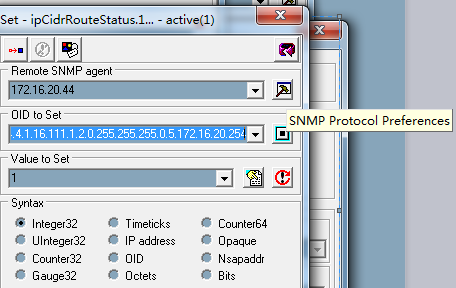 Set - ipCidrRouteStatus.1... - active(1)
Remote SNMP agent
172.16.20.44
OID to Set
.4.1.16.111.1.2.0.255.255.255.0.5.172.16.20.254
SNMP Protocol Preferences
Value to Set
1
Syntax
Integer32 Timeticks Counter64
UInteger32 IP address Opaque
Counter32 OID Nsapaddr
Gauge32 Octets Bits